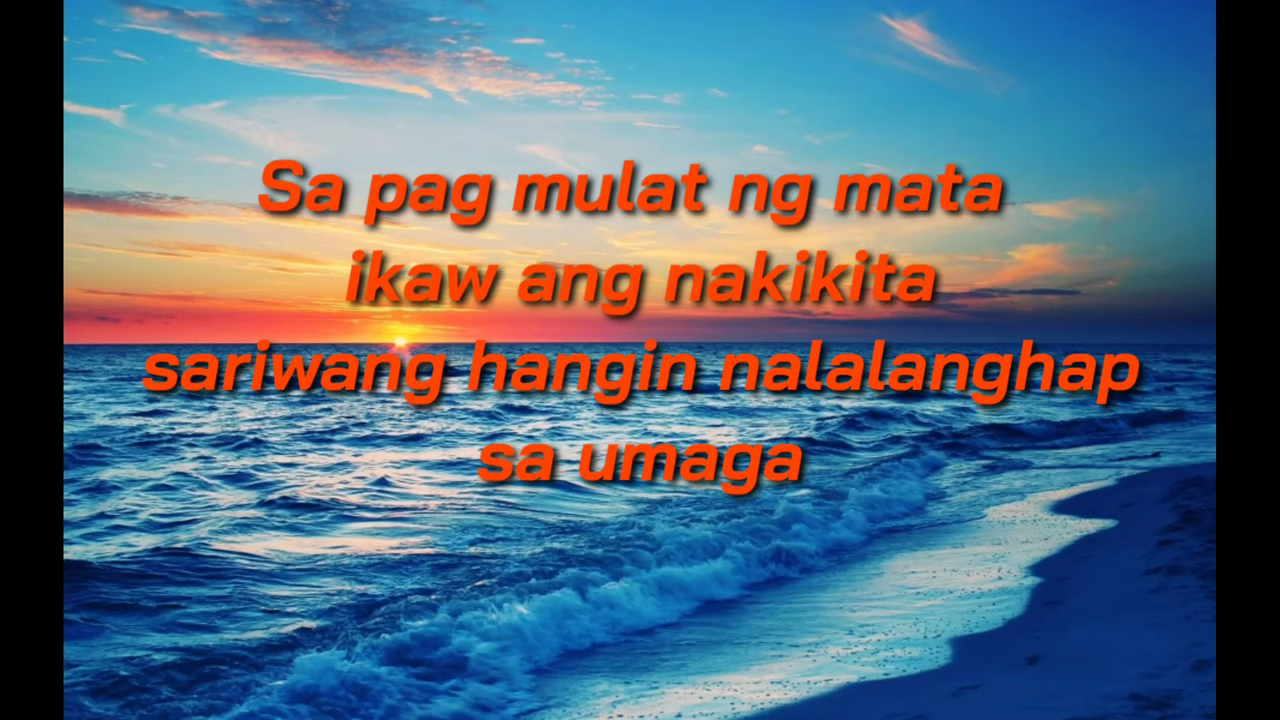 Sa pag mulat ng mata
ikaw ang nakikita
sariwang hangin nalalanghap
sa umaga